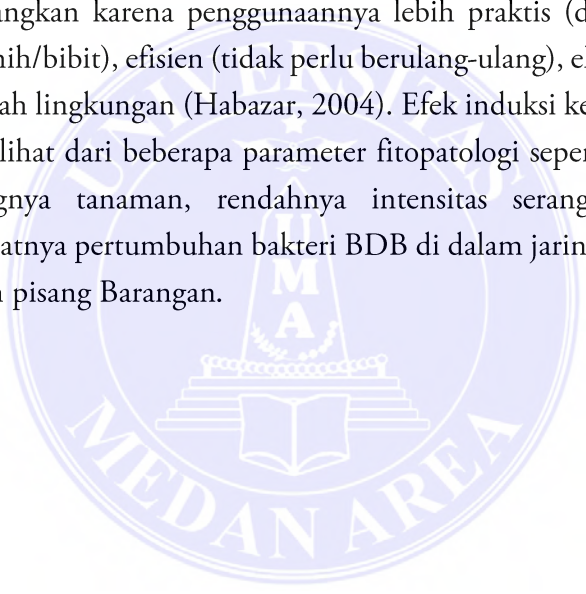 angkan karena penggunaannya lebih praktis (d
nih/bibit), efisien (tidak perlu berulang-ulang), e
ah lingkungan (Habazar, 2004). Efek induksi ke
lihat dari beberapa parameter fitopatologi seper
gnya tanaman, rendahnya intensitas serang
atnya pertumbuhan bakteri BDB di dalam jarin
pisang Barangan.
UNIVERSITAS
UMA
MEDAN AREA